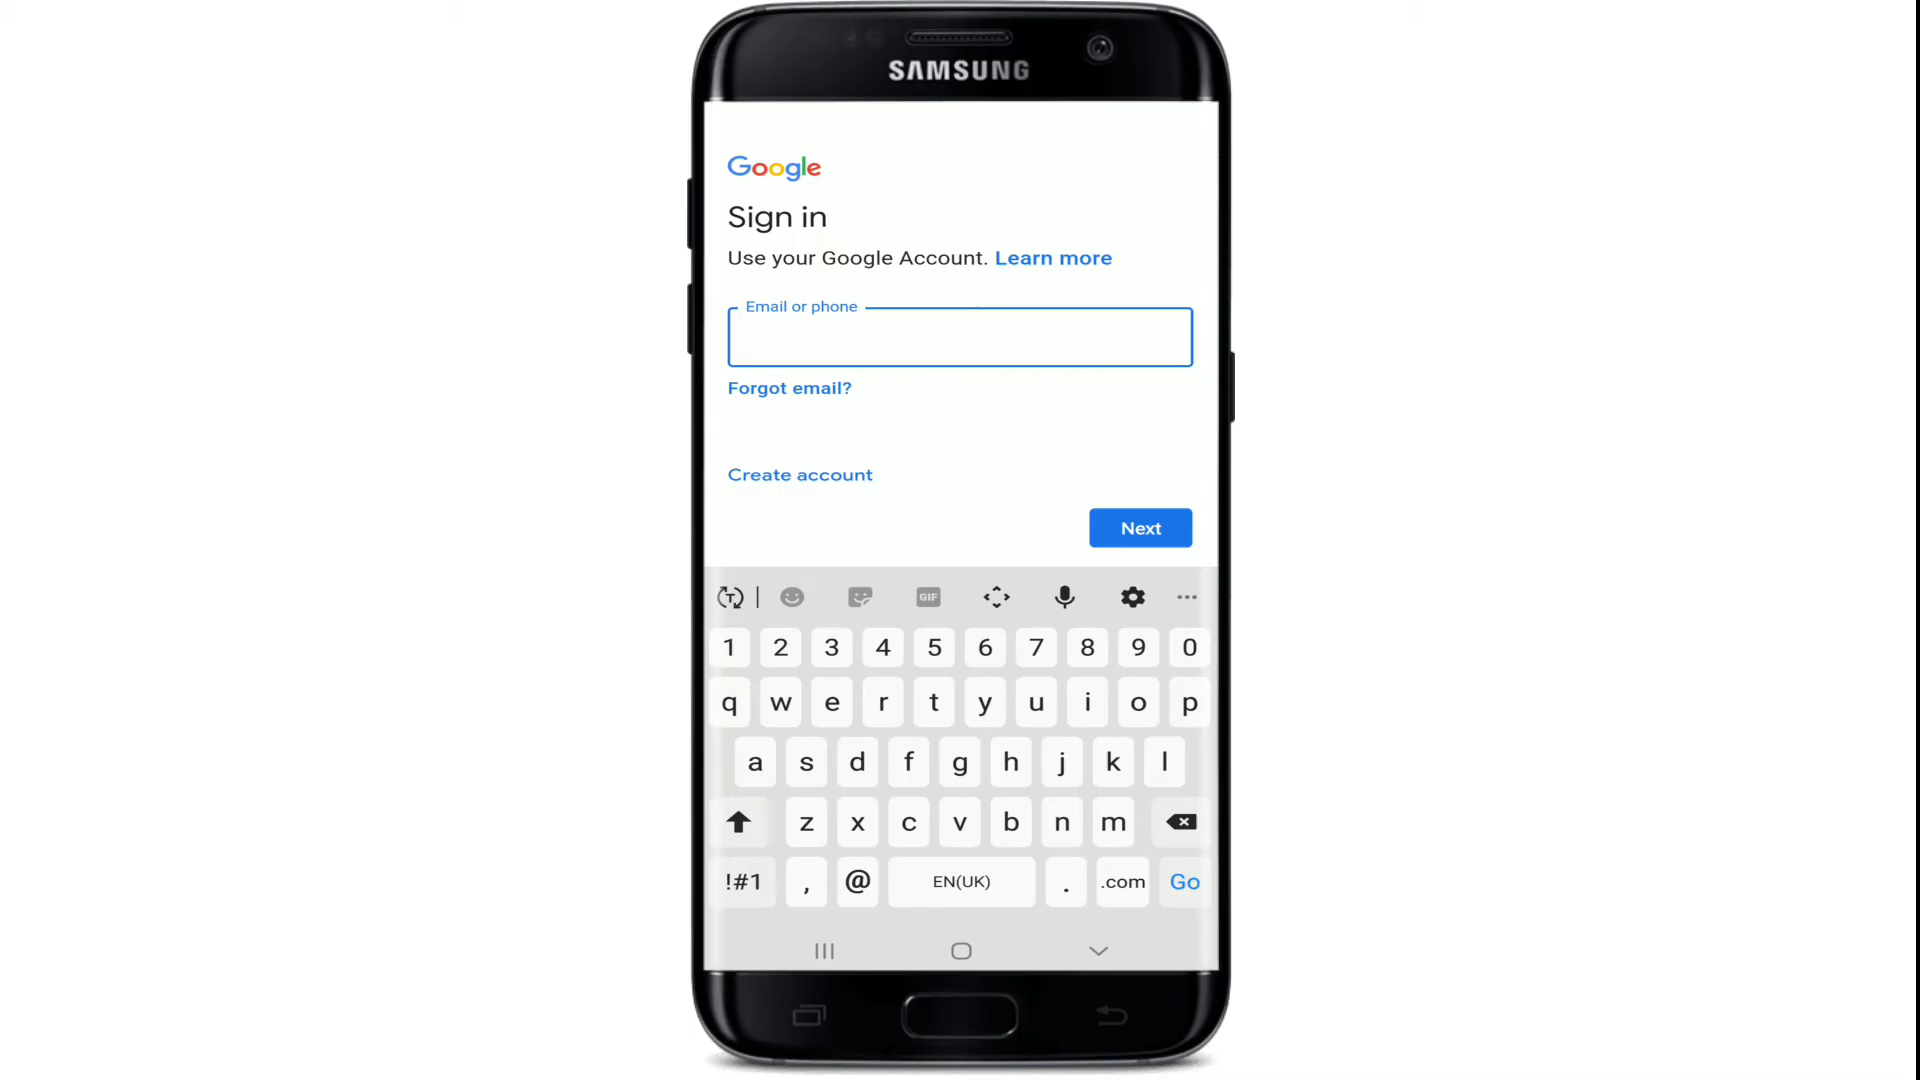 SAMSUNG
Google
Sign in
Use your Google Account. Learn more
Email or phone
Forgot email?
Create account
Next
T GIF
1 2 3 4 5 6 7 8 9 0
q w e r t y u i o p
a s d f g h j k l
z x c v b n m
!#1 , @ EN(UK) . .com Go